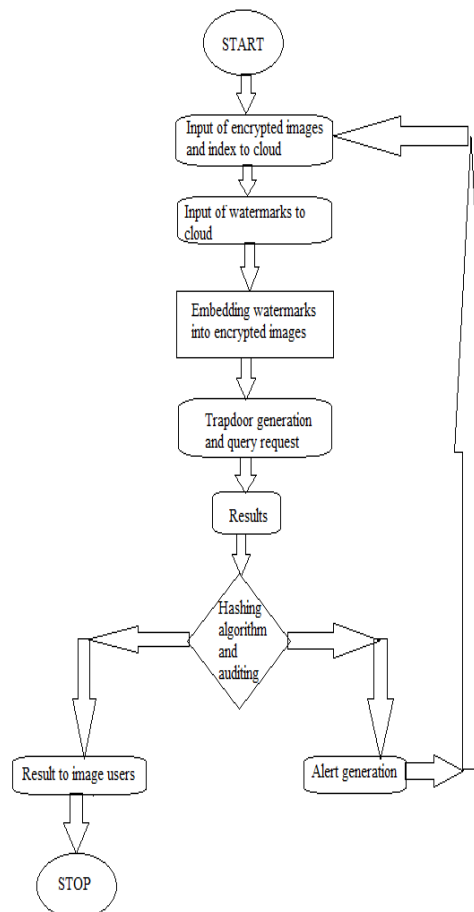 START
Input of encrypted images
and index to cloud
Input of watermarks to
cloud
Embedding watermarks
into encrypted images
Trapdoor generation
and query request
Results
Hashing
algorithm
and
auditing
Result to image users
Alert generation
STOP